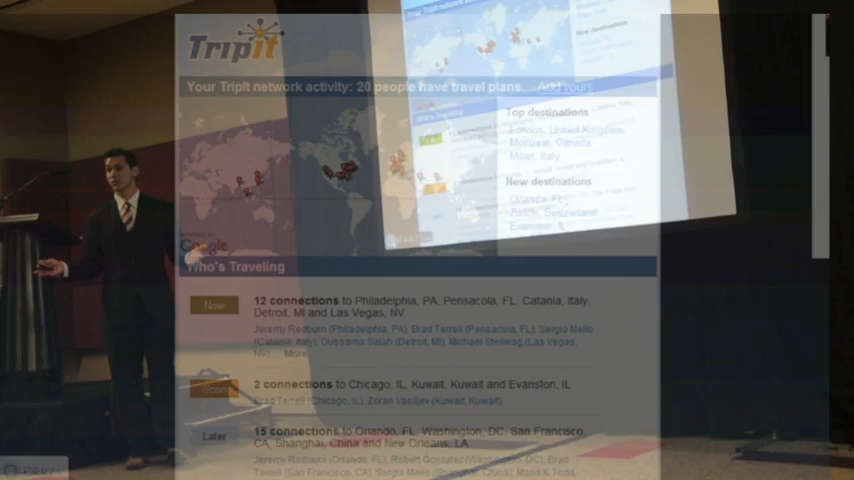 TripIt
Your TripIt network activity: 20 people have travel plans. Add yours
Top destinations
London, United Kingdom
Montreal, Canada
Milan, Italy
New destinations
Orlando, FL
Zurich, Switzerland
Google
Who's Traveling
Now
12 connections to Philadelphia, PA, Pensacola, FL, Catania, Italy,
Detroit, MI and Las Vegas, NV
Jeremy Redburn (Philadelphia, PA), Brad Terrell (Pensacola, FL), Sergio Mello
(Catania, Italy), Oussama Salah (Detroit, MI), Michael Stellwag (Las Vegas,
NV) More
Soon
2 connections to Chicago, IL, Kuwait, Kuwait and Evanston, IL
Brad Terrell (Chicago, IL), Zoran Vasiljev (Kuwait, Kuwait)
Later
15 connections to Orlando, FL, Washington, DC, San Francisco,
CA, Shanghai, China and New Orleans, LA
Jeremy Redburn (Orlando, FL), Robert Gonzalez (Washington, DC), Brad
Terrell (San Francisco, CA), Sergio Mello (Shanghai, China), Maria K Todd,
Prezi